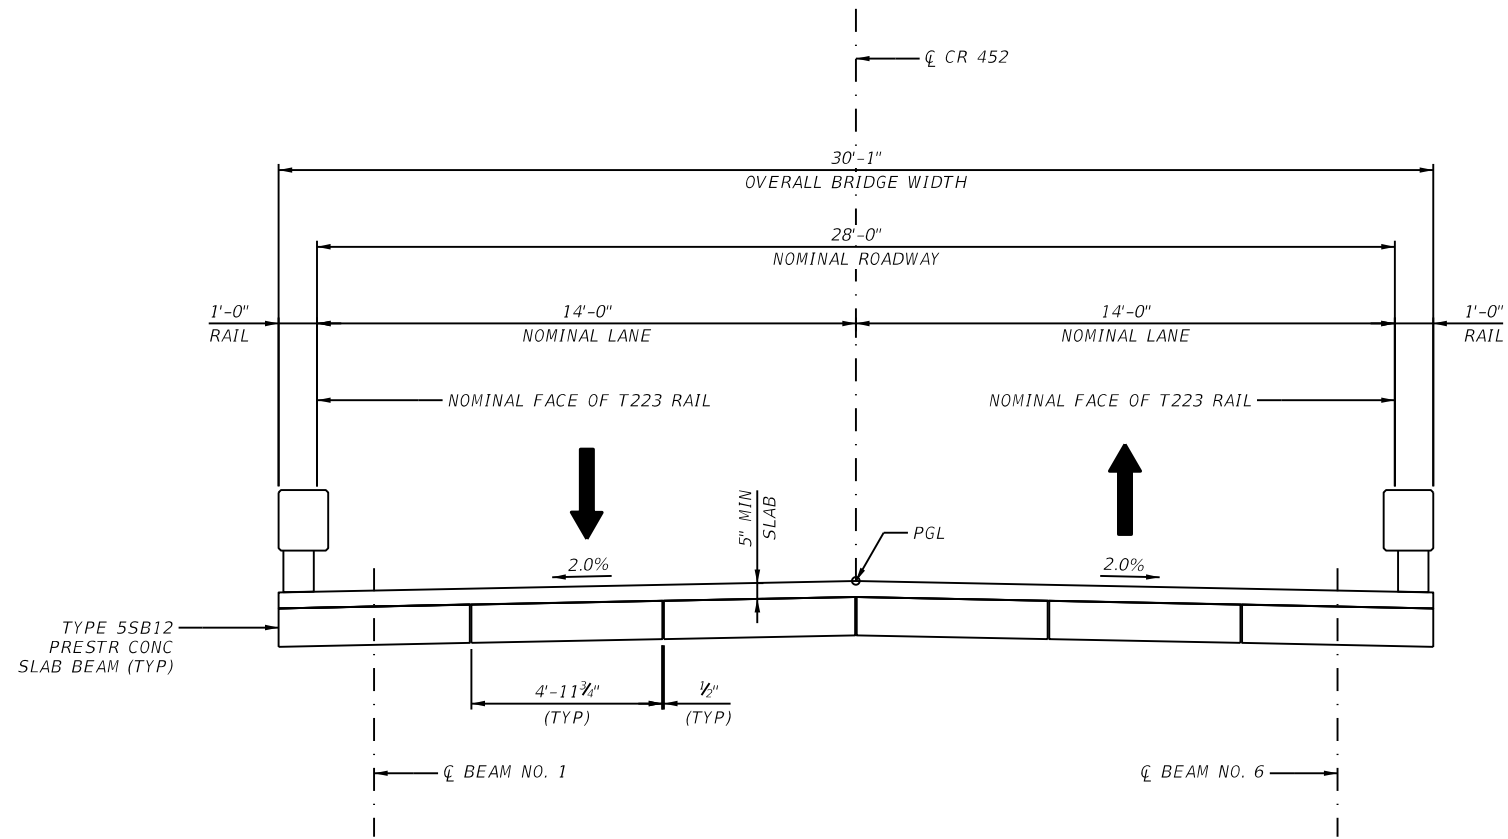 ℄ CR 452
30'-1"
OVERALL BRIDGE WIDTH
28'-0"
NOMINAL ROADWAY
1'-0"
RAIL
14'-0"
NOMINAL LANE
14'-0"
NOMINAL LANE
1'-0"
RAIL
NOMINAL FACE OF T223 RAIL
NOMINAL FACE OF T223 RAIL
5" MIN
SLAB
PGL
2.0%
2.0%
TYPE 5SB12
PRESTR CONC
SLAB BEAM (TYP)
4'-11¾"
(TYP)
½"
(TYP)
℄ BEAM NO. 1
℄ BEAM NO. 6